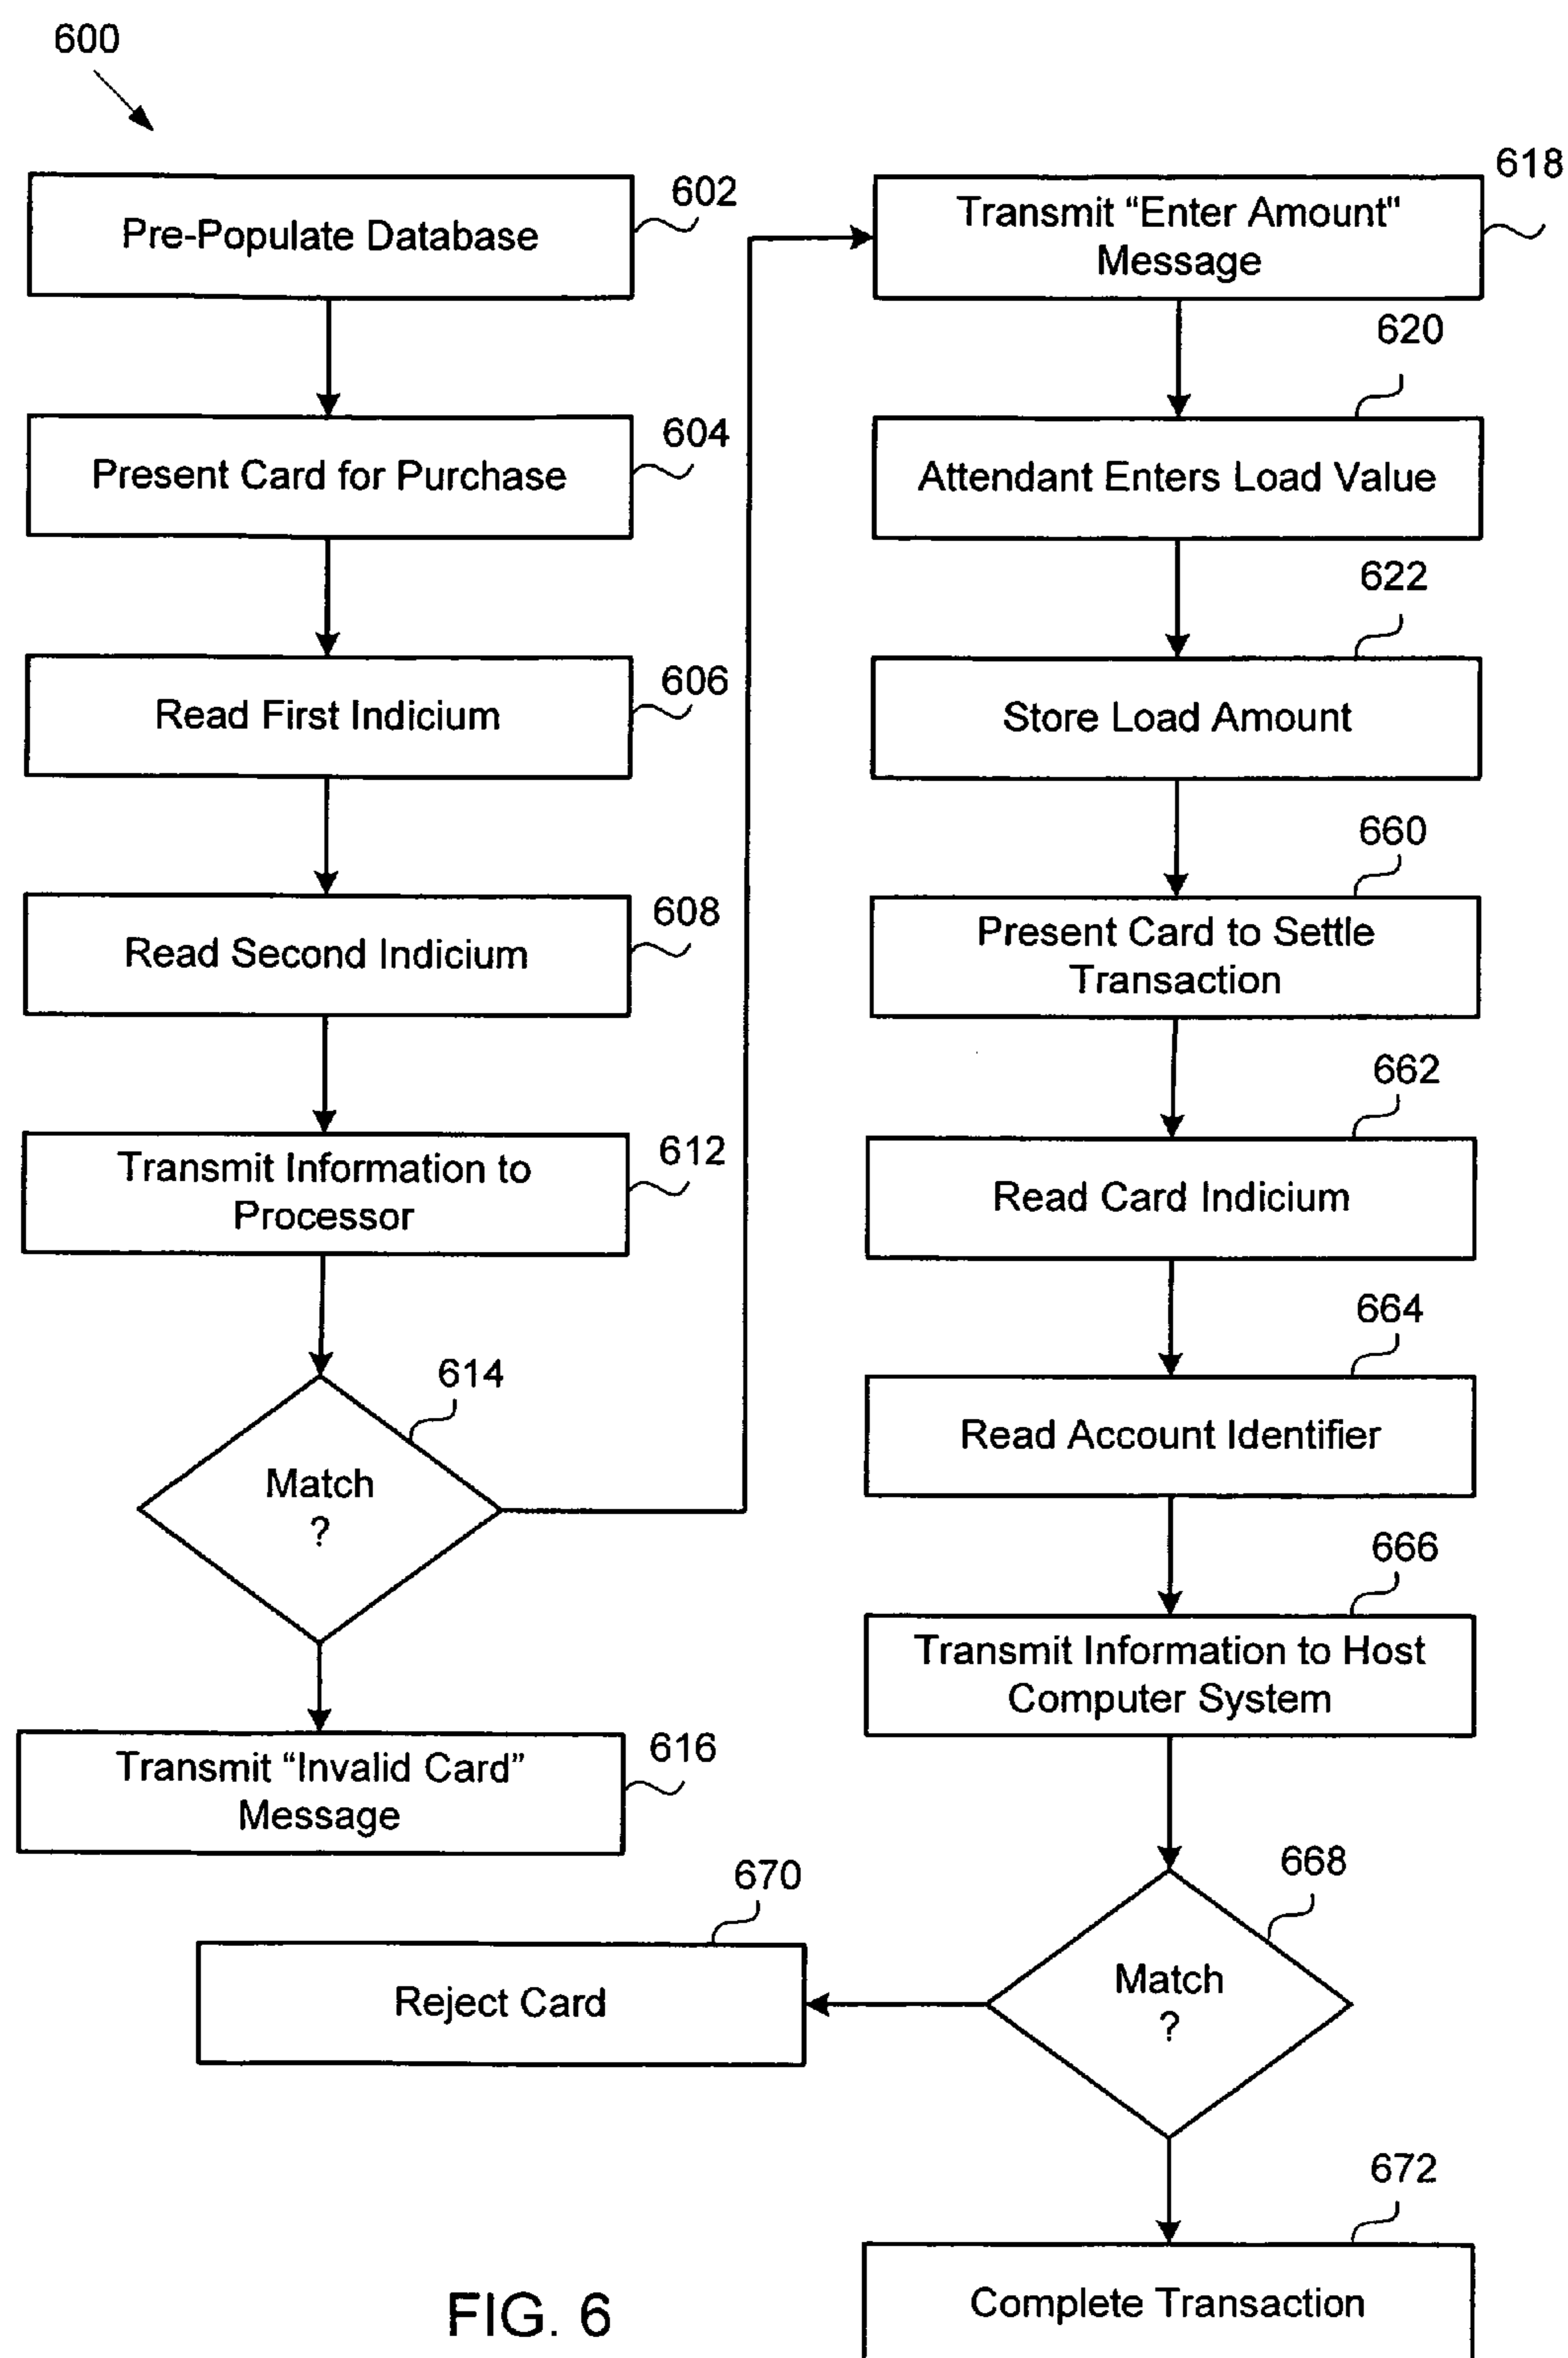 600
Pre-Populate Database
602
Present Card for Purchase
604
Read First Indicium
606
Read Second Indicium
608
Transmit Information to
Processor
612
Match
?
614
Transmit “Invalid Card”
Message
616
Transmit “Enter Amount"
Message
618
620
Attendant Enters Load Value
622
Store Load Amount
660
Present Card to Settle
Transaction
662
Read Card Indicium
664
Read Account Identifier
666
Transmit Information to Host
Computer System
668
Match
?
670
Reject Card
672
Complete Transaction
FIG. 6